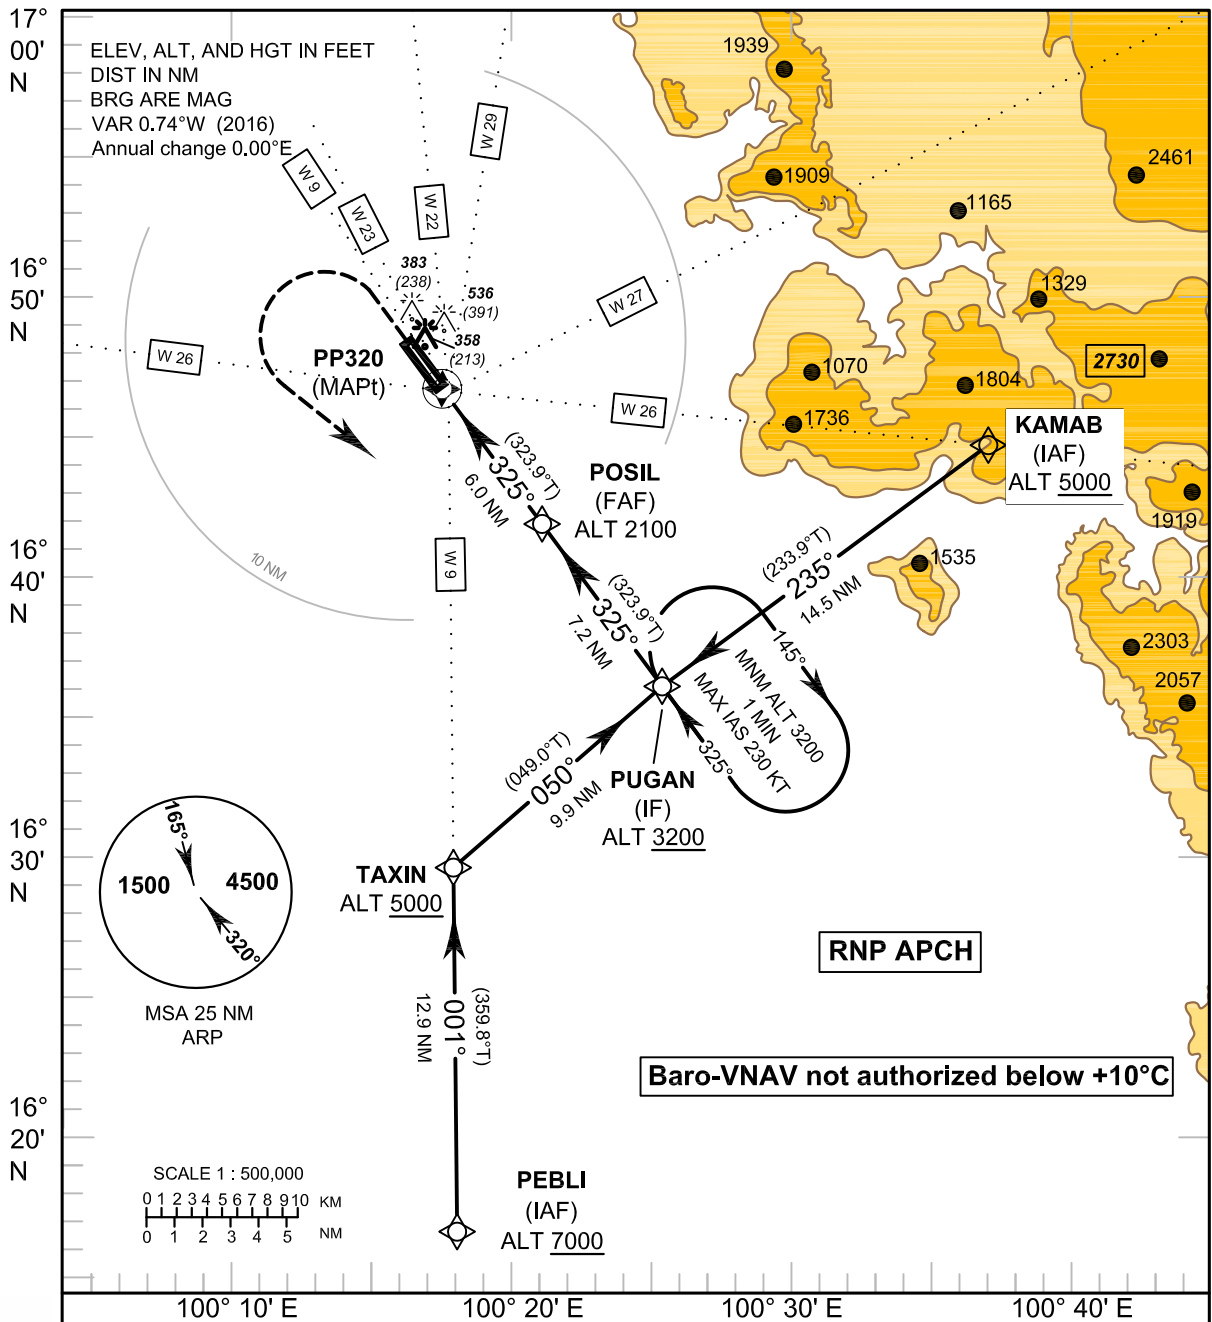 17°
00'
N
ELEV, ALT, AND HGT IN FEET
DIST IN NM
BRG ARE MAG
VAR 0.74°W (2016)
Annual change 0.00°E
1939
W 29
W 9
W 22
W 23
1909
2461
1165
16°
50'
N
383
(238)
536
(391)
358
(213)
W 27
1329
2730
W 26
PP320
(MAPt)
1070
1804
W 26
1736
KAMAB
(IAF)
ALT 5000
1919
(323.9°T)
325°
6.0 NM
POSIL
(FAF)
ALT 2100
16°
40'
N
10 NM
W 9
(233.9°T)
235°
14.5 NM
1535
(323.9°T)
325°
7.2 NM
145°
MNM ALT 3200
1 MIN
MAX IAS 230 KT
325°
2303
2057
(049.0°T)
050°
9.9 NM
PUGAN
(IF)
ALT 3200
16°
30'
N
165°
1500
4500
320°
MSA 25 NM
ARP
TAXIN
ALT 5000
RNP APCH
(359.8°T)
001°
12.9 NM
Baro-VNAV not authorized below +10°C
16°
20'
N
SCALE 1 : 500,000
0 1 2 3 4 5 6 7 8 9 10 KM
0 1 2 3 4 5 NM
PEBLI
(IAF)
ALT 7000
100° 10' E
100° 20' E
100° 30' E
100° 40' E